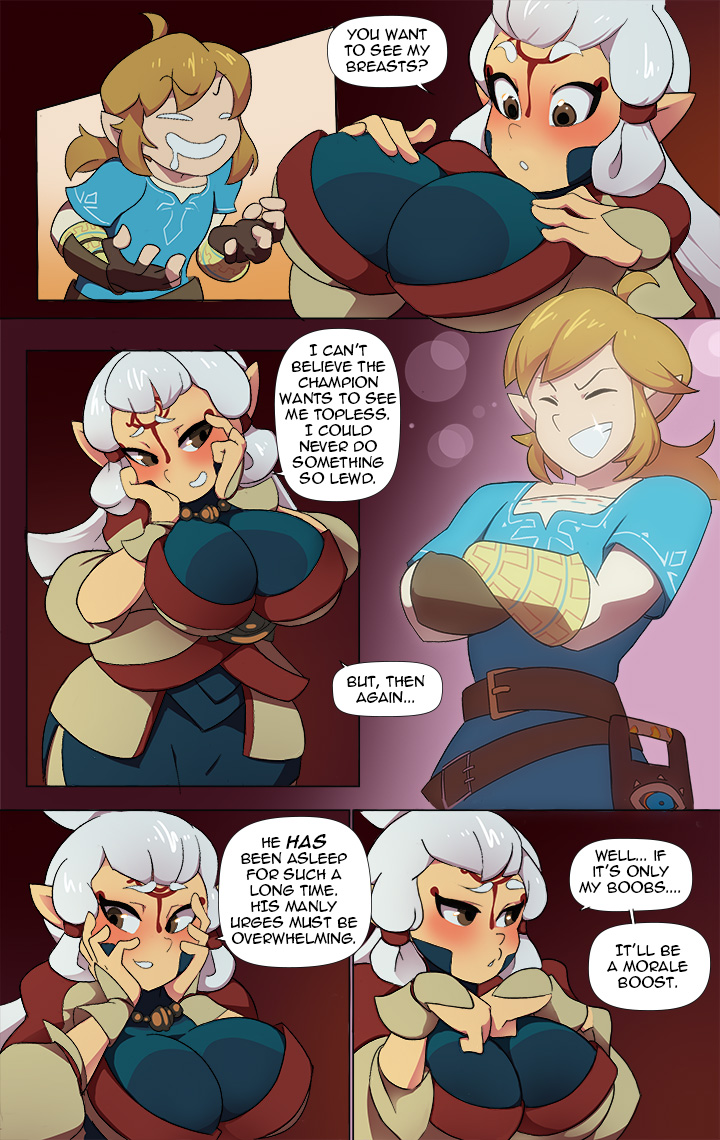 YOU WANT
TO SEE MY
BREASTS?
I CAN'T
BELIEVE THE
CHAMPION
WANTS TO SEE
ME TOPLESS.
I COULD
NEVER DO
SOMETHING
SO LEWD.
BUT, THEN
AGAIN...
HE HAS
BEEN ASLEEP
FOR SUCH
A LONG TIME.
HIS MANLY
URGES MUST BE
OVERWHELMING.
WELL... IF
IT'S ONLY
MY BOOBS....
IT'LL BE
A MORALE
BOOST.